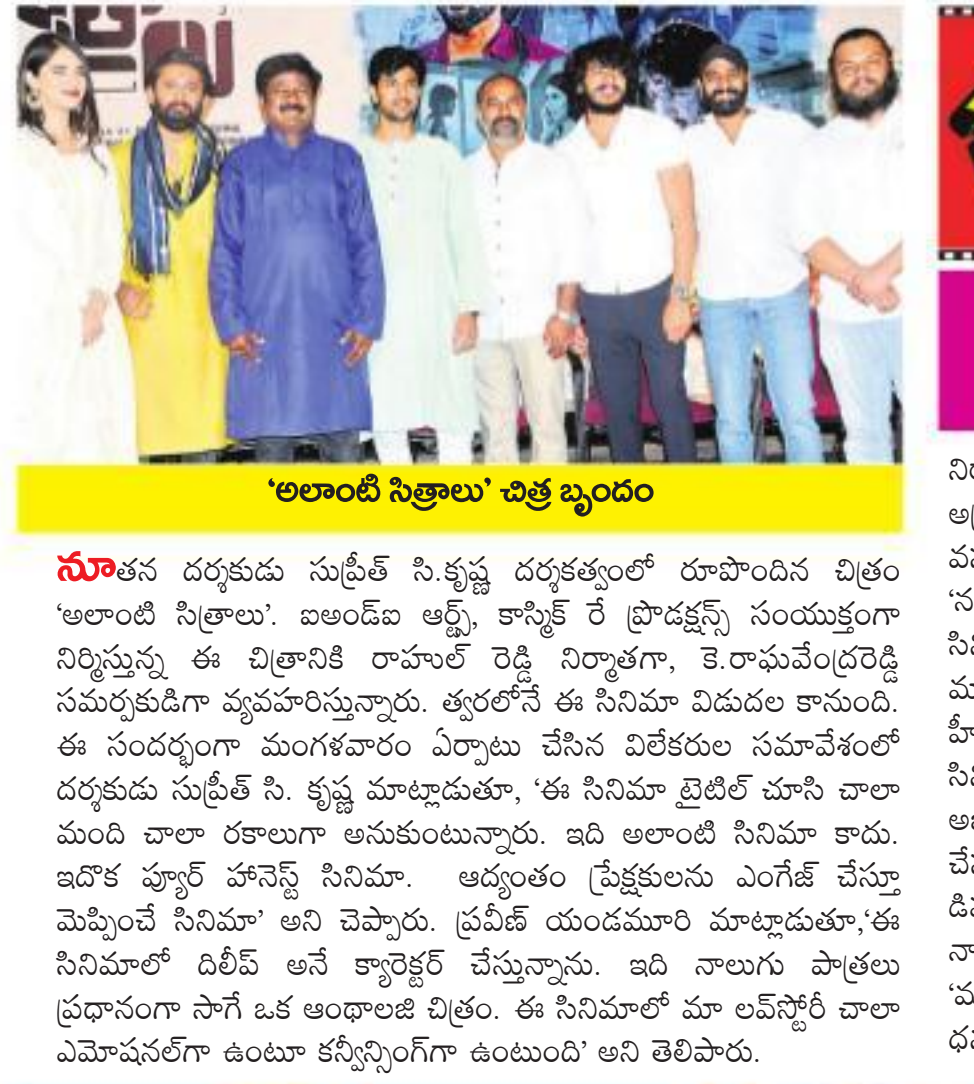 ‘అలాంటి సిత్రాలు’ చిత్ర బృందం
నూతన దర్శకుడు సుప్రీత్ సి.కృష్ణ దర్శకత్వంలో రూపొందిన చిత్రం
‘అలాంటి సిత్రాలు’. ఐఅండ్ఐ ఆర్ట్స్, కాస్మిక్ రే ప్రొడక్షన్స్ సంయుక్తంగా
నిర్మిస్తున్న ఈ చిత్రానికి రాహుల్ రెడ్డి నిర్మాతగా, కె.రాఘవేంద్రరెడ్డి
సమర్పకుడిగా వ్యవహరిస్తున్నారు. త్వరలోనే ఈ సినిమా విడుదల కానుంది.
ఈ సందర్భంగా మంగళవారం ఏర్పాటు చేసిన విలేకరుల సమావేశంలో
దర్శకుడు సుప్రీత్ సి. కృష్ణ మాట్లాడుతూ, ‘ఈ సినిమా టైటిల్ చూసి చాలా
మంది చాలా రకాలుగా అనుకుంటున్నారు. ఇది అలాంటి సినిమా కాదు.
ఇదొక ప్యూర్ హానెస్ట్ సినిమా. ఆద్యంతం ప్రేక్షకులను ఎంగేజ్ చేస్తూ
మెప్పించే సినిమా’ అని చెప్పారు. ప్రవీణ్ యండమూరి మాట్లాడుతూ,‘ఈ
సినిమాలో దిలీప్ అనే క్యారెక్టర్ చేస్తున్నాను. ఇది నాలుగు పాత్రలు
ప్రధానంగా సాగే ఒక ఆంథాలజి చిత్రం. ఈ సినిమాలో మా లవ్‌స్టోరీ చాలా
ఎమోషనల్‌గా ఉంటూ కన్వీన్సింగ్‌గా ఉంటుంది’ అని తెలిపారు.